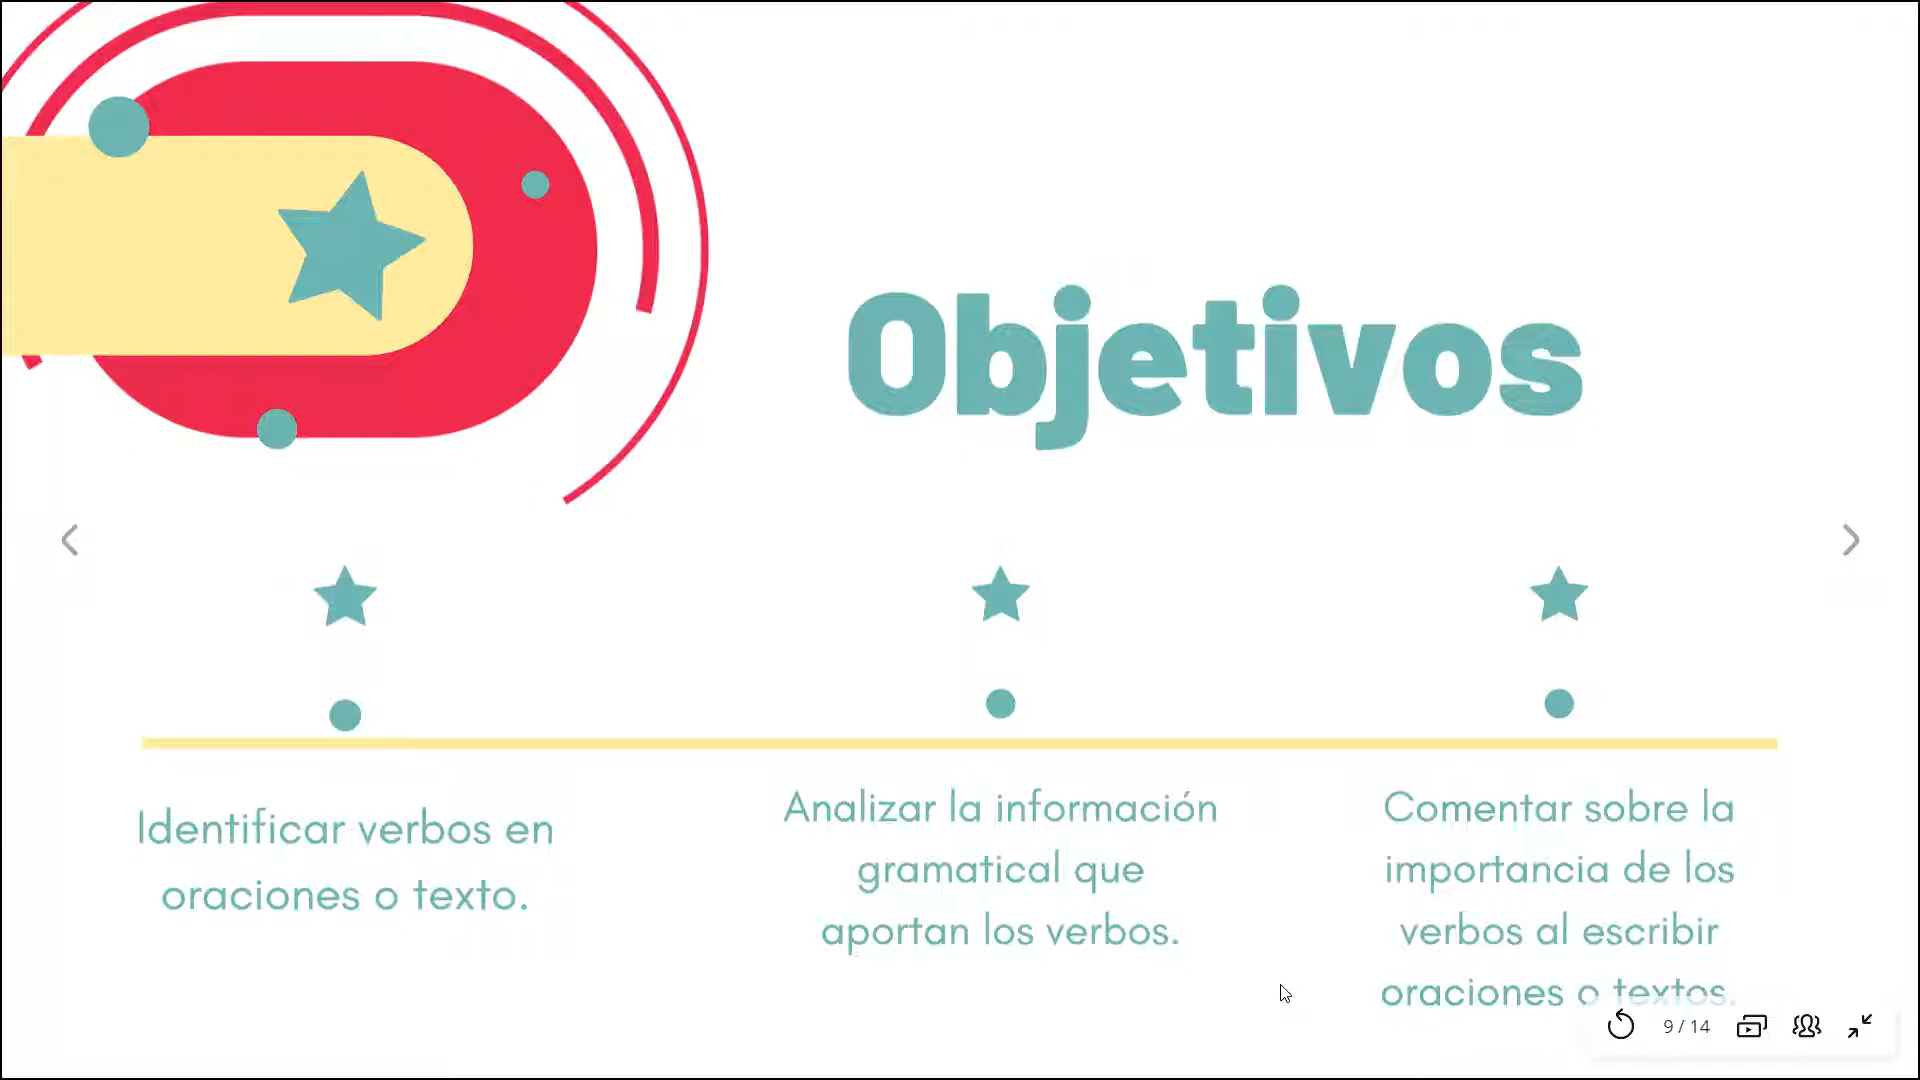 Objetivos
Identificar verbos en
oraciones o texto.
Analizar la información
gramatical que
aportan los verbos.
Comentar sobre la
importancia de los
verbos al escribir
oraciones o textos.
9 / 14